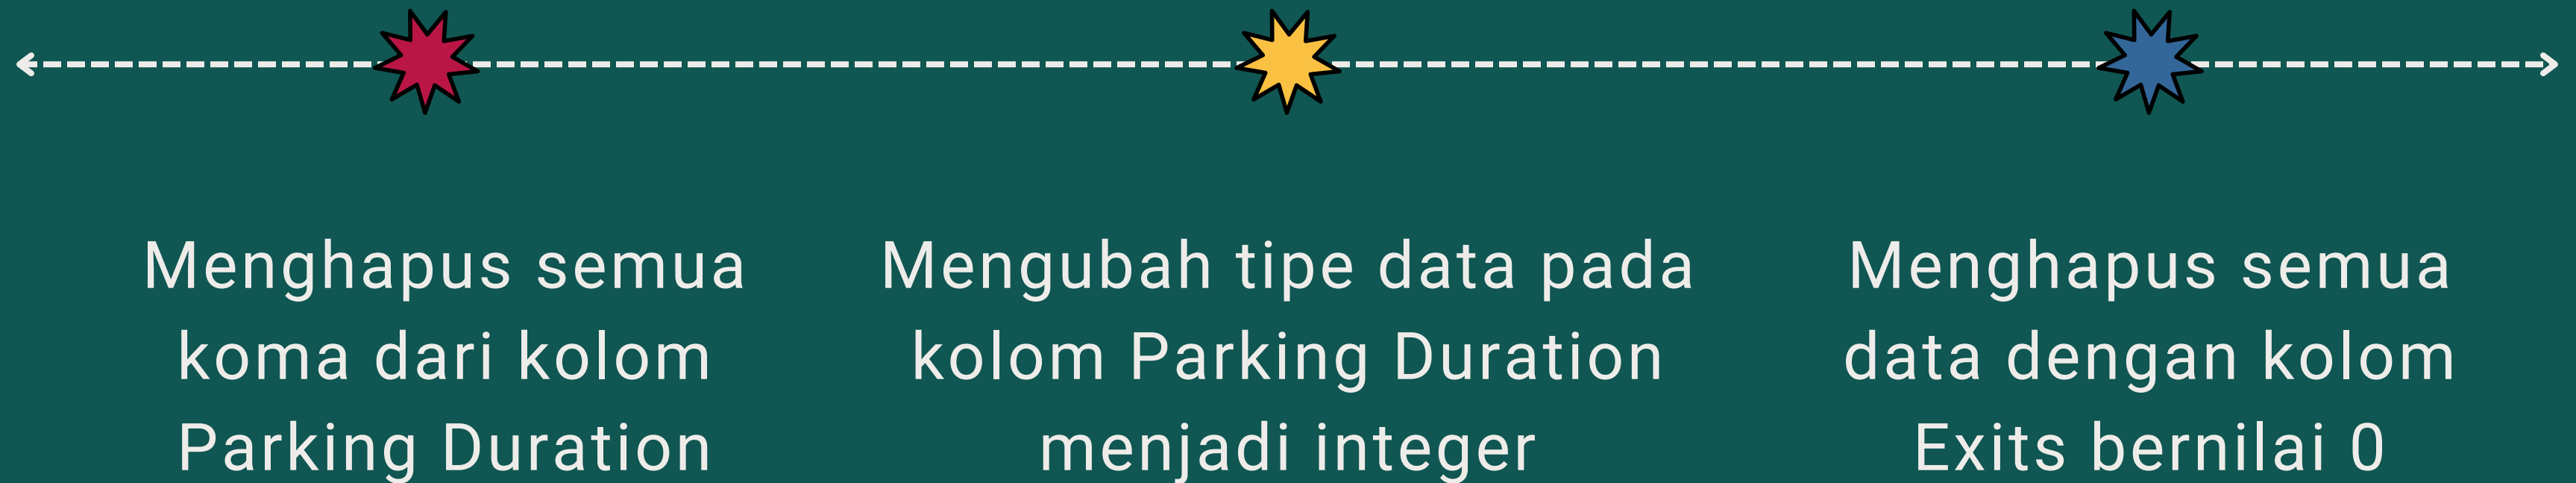 Menghapus semua
koma dari kolom
Parking Duration
Mengubah tipe data pada
kolom Parking Duration
menjadi integer
Menghapus semua
data dengan kolom
Exits bernilai 0